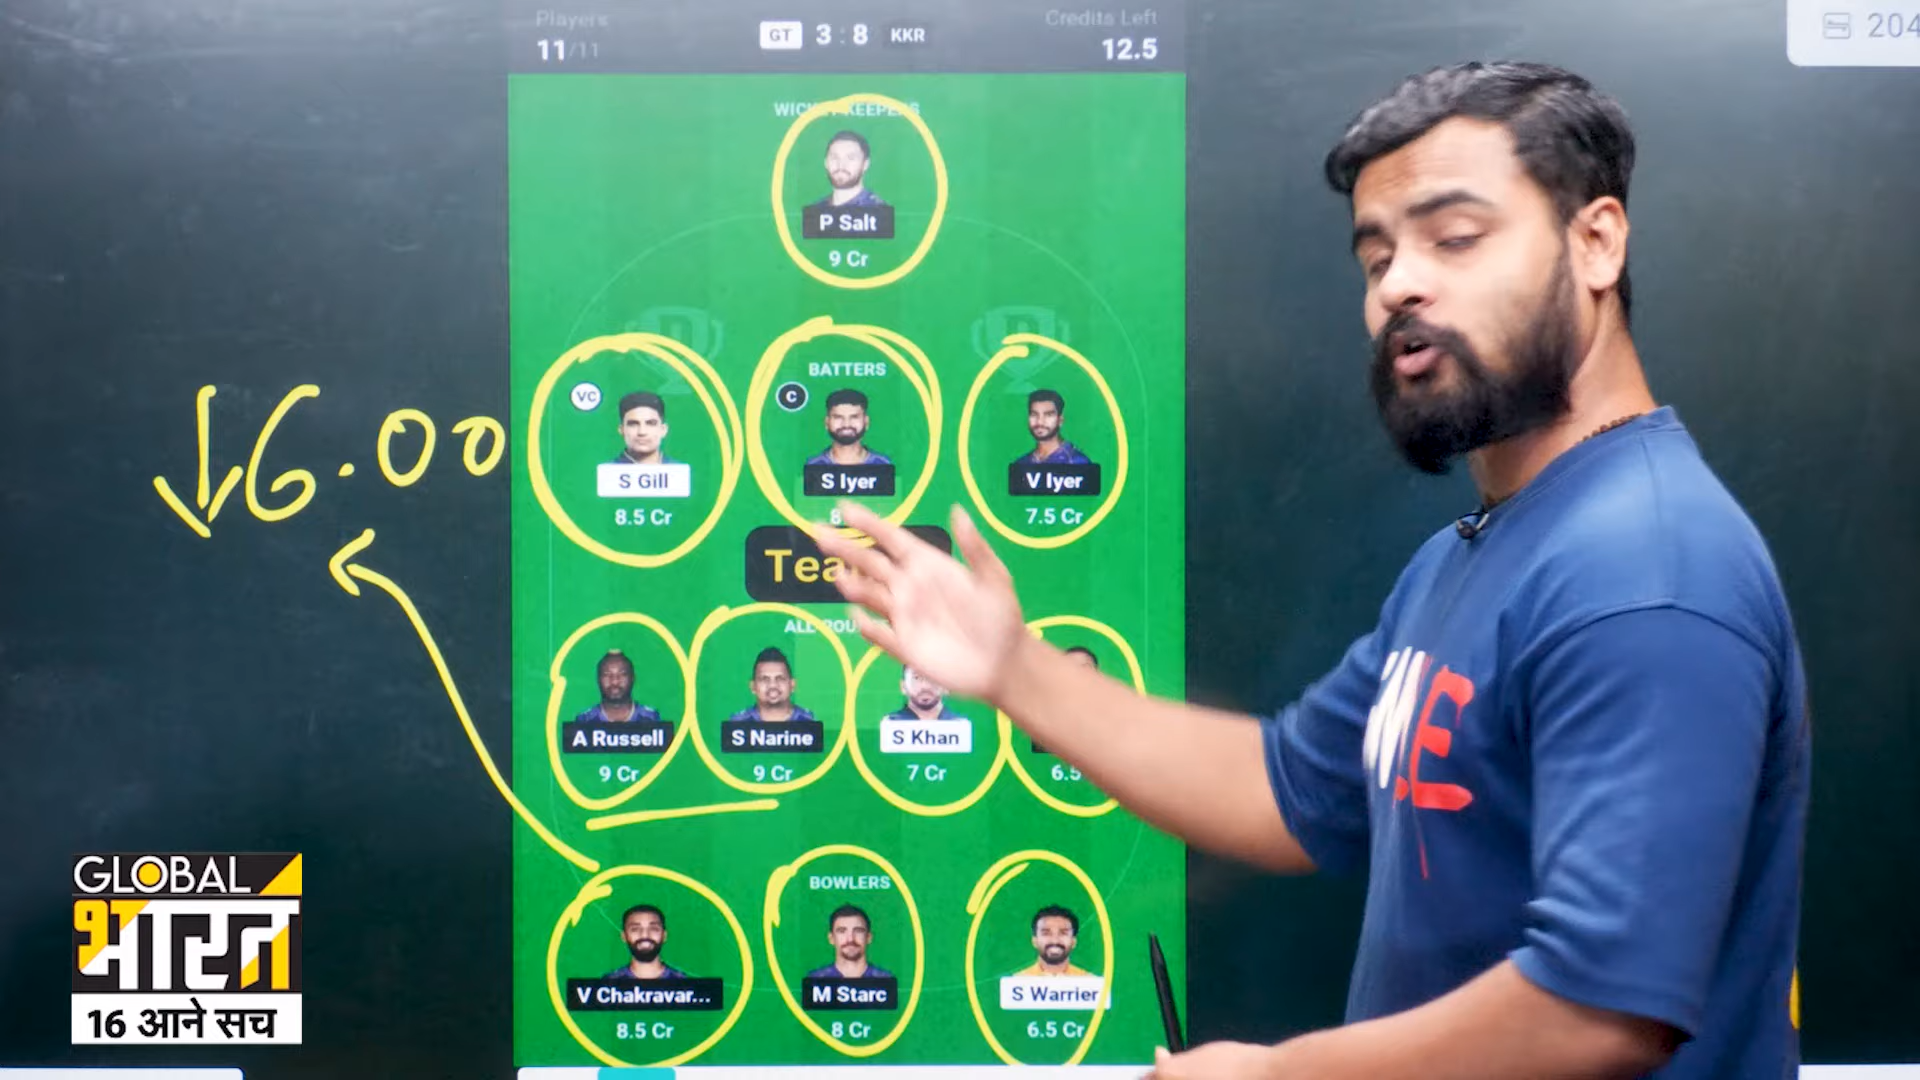 Players
Credits Left
204
11/11
GT 3 : 8 KKR
12.5
P Salt
9 Cr
BATTERS
VC
C
S Gill
S Iyer
V Iyer
8.5 Cr
7.5 Cr
6.00
A Russell
S Narine
S Khan
9 Cr
9 Cr
7 Cr
6.5
BOWLERS
V Chakravar...
M Starc
S Warrier
8.5 Cr
8 Cr
6.5 Cr
GLOBAL
भारत
16 आने सच